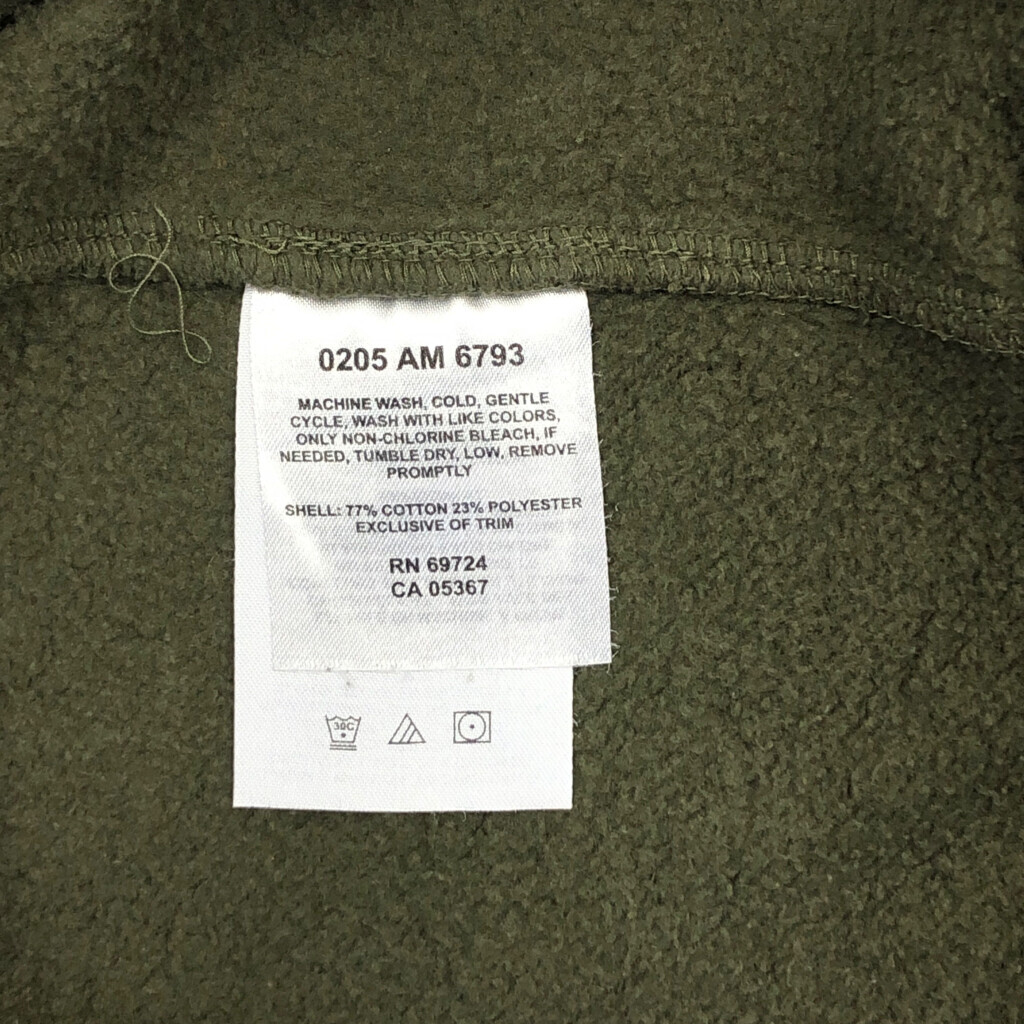 0205 AM 6793
MACHINE WASH, COLD, GENTLE
CYCLE, WASH WITH LIKE COLORS,
ONLY NON-CHLORINE BLEACH, IF
NEEDED, TUMBLE DRY, LOW, REMOVE
PROMPTLY
SHELL: 77% COTTON 23% POLYESTER
EXCLUSIVE OF TRIM
RN 69724
CA 05367
30C